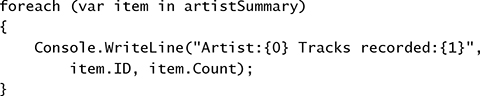 foreach (var item in artistSummary)
{
    Console.WriteLine("Artist:{0} Tracks recorded:{1}",
        item.ID, item.Count);
}